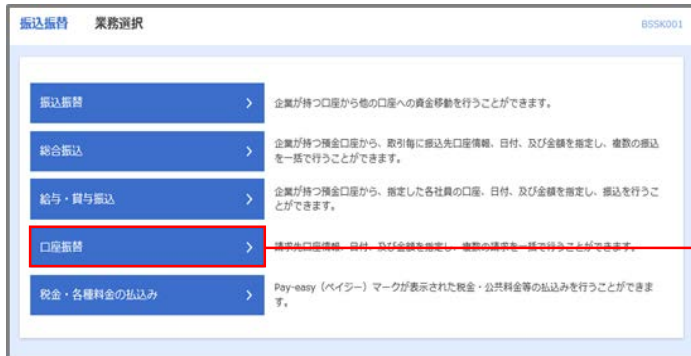 振込振替 業務選択 BSSK001
振込振替 企業が持つ口座から他の口座への資金移動を行うことができます。
総合振込 企業が持つ預金口座から、取引毎に振込先口座情報、日付、及び金額を指定し、複数の振込
を一括で行うことができます。
給与・賞与振込 企業が持つ預金口座から、指定した各社員の口座、日付、及び金額を指定し、振込を行うこ
とができます。
口座振替 請求先口座情報、日付、及び金額を指定し、複数の請求を一括で行うことができます。
税金・各種料金の払込み Pay-easy（ペイジー）マークが表示された税金・公共料金等の払込みを行うことができま
す。